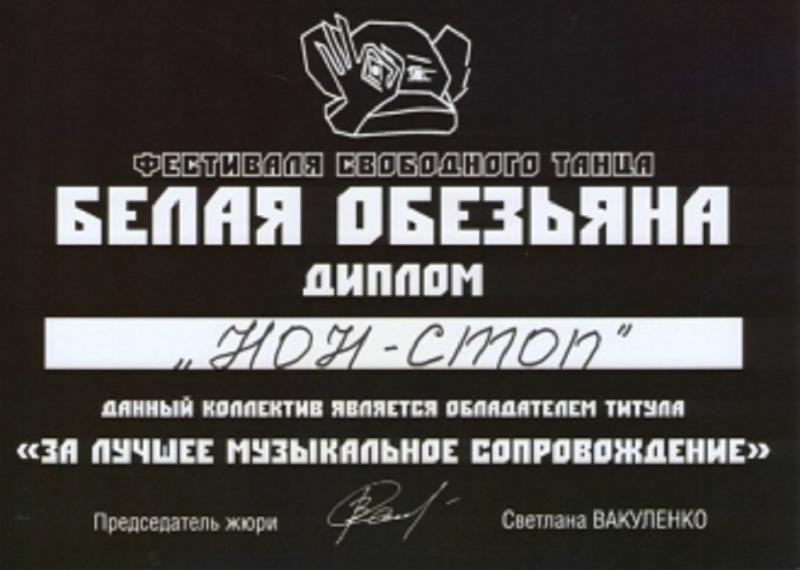 ФЕСТИВАЛЯ СВОБОДНОГО ТАНЦА
БЕЛАЯ ОБЕЗЬЯНА
ДИПЛОМ
„НОН-СТОП"
ДАННЫЙ КОЛЛЕКТИВ ЯВЛЯЕТСЯ ОБЛАДАТЕЛЕМ ТИТУЛА
«ЗА ЛУЧШЕЕ МУЗЫКАЛЬНОЕ СОПРОВОЖДЕНИЕ»
Председатель жюри Светлана ВАКУЛЕНКО